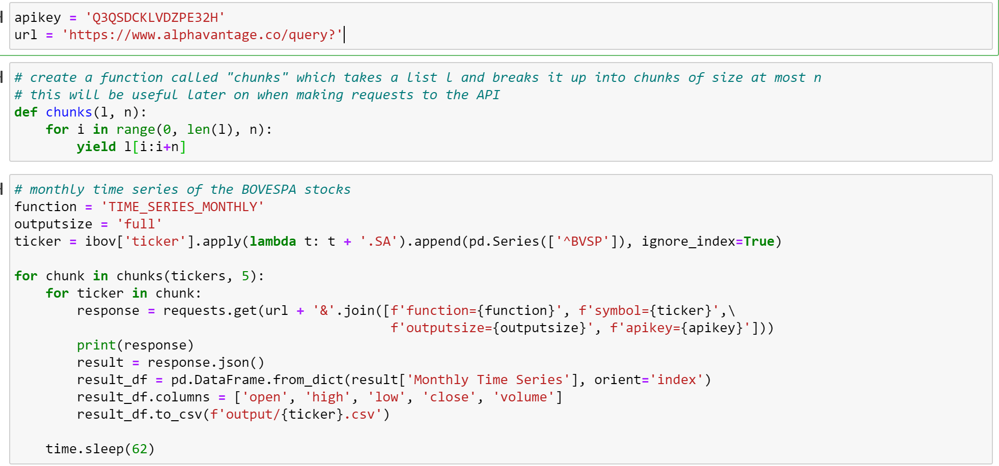 apikey = 'Q3QSDCKLVDZPE32H'
url = 'https://www.alphavantage.co/query?'
# create a function called "chunks" which takes a list l and breaks it up into chunks of size at most n
# this will be useful later on when making requests to the API
def chunks(l, n):
    for i in range(0, len(l), n):
        yield l[i:i+n]
# monthly time series of the BOVESPA stocks
function = 'TIME_SERIES_MONTHLY'
outputsize = 'full'
ticker = ibov['ticker'].apply(lambda t: t + '.SA').append(pd.Series(['^BVSP']), ignore_index=True)
for chunk in chunks(tickers, 5):
    for ticker in chunk:
        response = requests.get(url + '&'.join([f'function={function}', f'symbol={ticker}',\
                                                f'outputsize={outputsize}', f'apikey={apikey}']))
        print(response)
        result = response.json()
        result_df = pd.DataFrame.from_dict(result['Monthly Time Series'], orient='index')
        result_df.columns = ['open', 'high', 'low', 'close', 'volume']
        result_df.to_csv(f'output/{ticker}.csv')
    time.sleep(62)